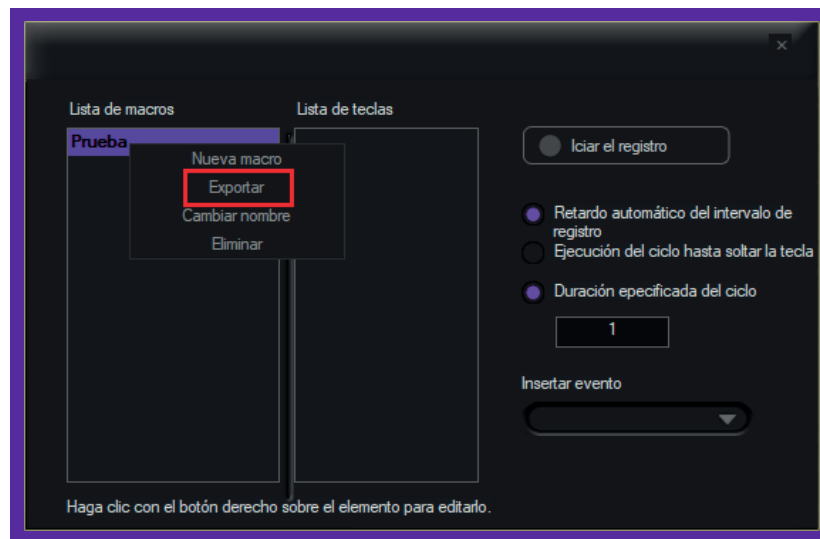 Lista de macros
Lista de teclas
Prueba
Nueva macro
Exportar
Cambiar nombre
Eliminar
Iciar el registro
Retardo automático del intervalo de
registro
Ejecución del ciclo hasta soltar la tecla
Duración epecificada del ciclo
1
Insertar evento
Haga clic con el botón derecho sobre el elemento para editarlo.